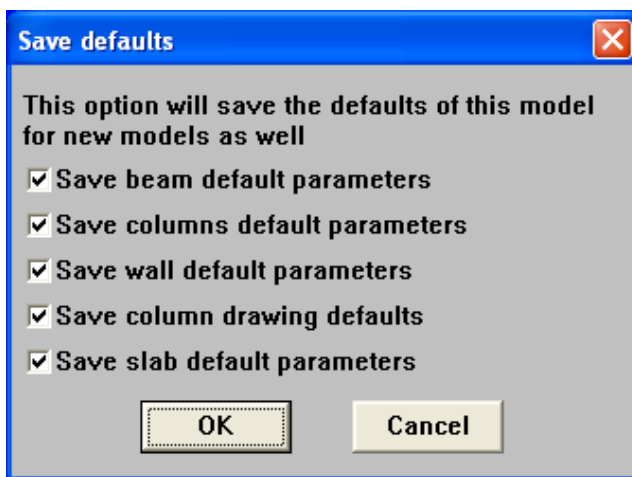 Save defaults
This option will save the defaults of this model
for new models as well
Save beam default parameters
Save columns default parameters
Save wall default parameters
Save column drawing defaults
Save slab default parameters
OK Cancel